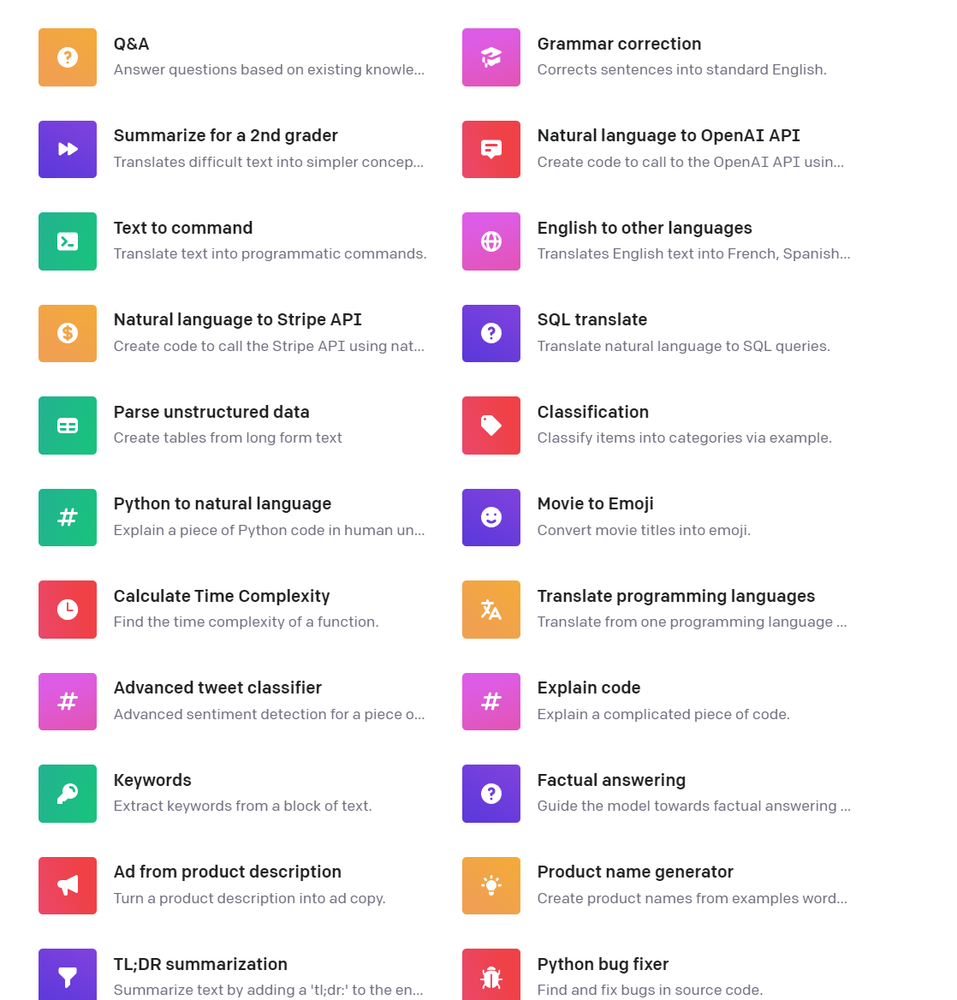 Q&A
Answer questions based on existing knowle...
Grammar correction
Corrects sentences into standard English.
Summarize for a 2nd grader
Translates difficult text into simpler concep...
Natural language to OpenAI API
Create code to call to the OpenAI API usin...
Text to command
Translate text into programmatic commands.
English to other languages
Translates English text into French, Spanish...
Natural language to Stripe API
Create code to call the Stripe API using nat...
SQL translate
Translate natural language to SQL queries.
Parse unstructured data
Create tables from long form text
Classification
Classify items into categories via example.
Python to natural language
Explain a piece of Python code in human un...
Movie to Emoji
Convert movie titles into emoji.
Calculate Time Complexity
Find the time complexity of a function.
Translate programming languages
Translate from one programming language ...
Advanced tweet classifier
Advanced sentiment detection for a piece o...
Explain code
Explain a complicated piece of code.
Keywords
Extract keywords from a block of text.
Factual answering
Guide the model towards factual answering ...
Ad from product description
Turn a product description into ad copy.
Product name generator
Create product names from examples word...
TL;DR summarization
Summarize text by adding a 'tl;dr:' to the en...
Python bug fixer
Find and fix bugs in source code.